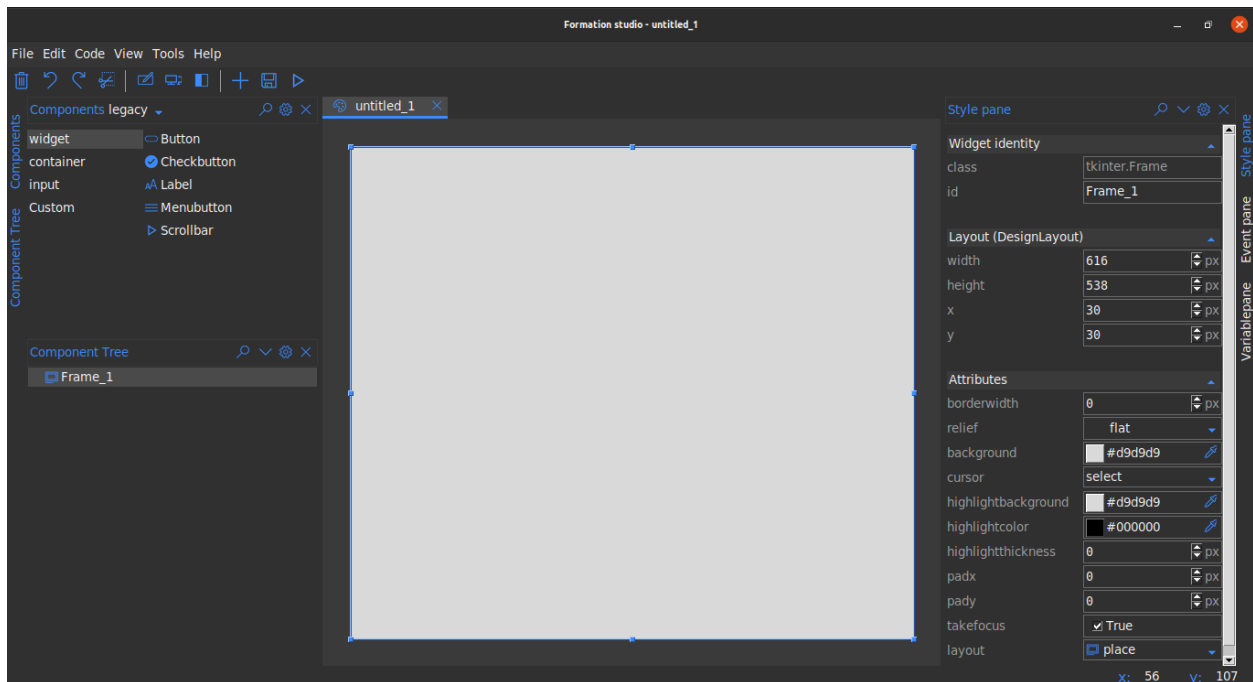 Formation studio - untitled_1
File Edit Code View Tools Help
Components legacy
untitled_1
Style pane
widget
container
input
Custom
Button
Checkbutton
Label
Menubutton
Scrollbar
Components
Component Tree
Component Tree
Frame_1
Widget identity
class tkinter.Frame
id Frame_1
Layout (DesignLayout)
width 616 px
height 538 px
x 30 px
y 30 px
Attributes
borderwidth 0 px
relief flat
background #d9d9d9
cursor select
highlightbackground #d9d9d9
highlightcolor #000000
highlightthickness 0 px
padx 0 px
pady 0 px
takefocus True
layout place
Style pane
Event pane
Variablepane
x: 56 y: 107